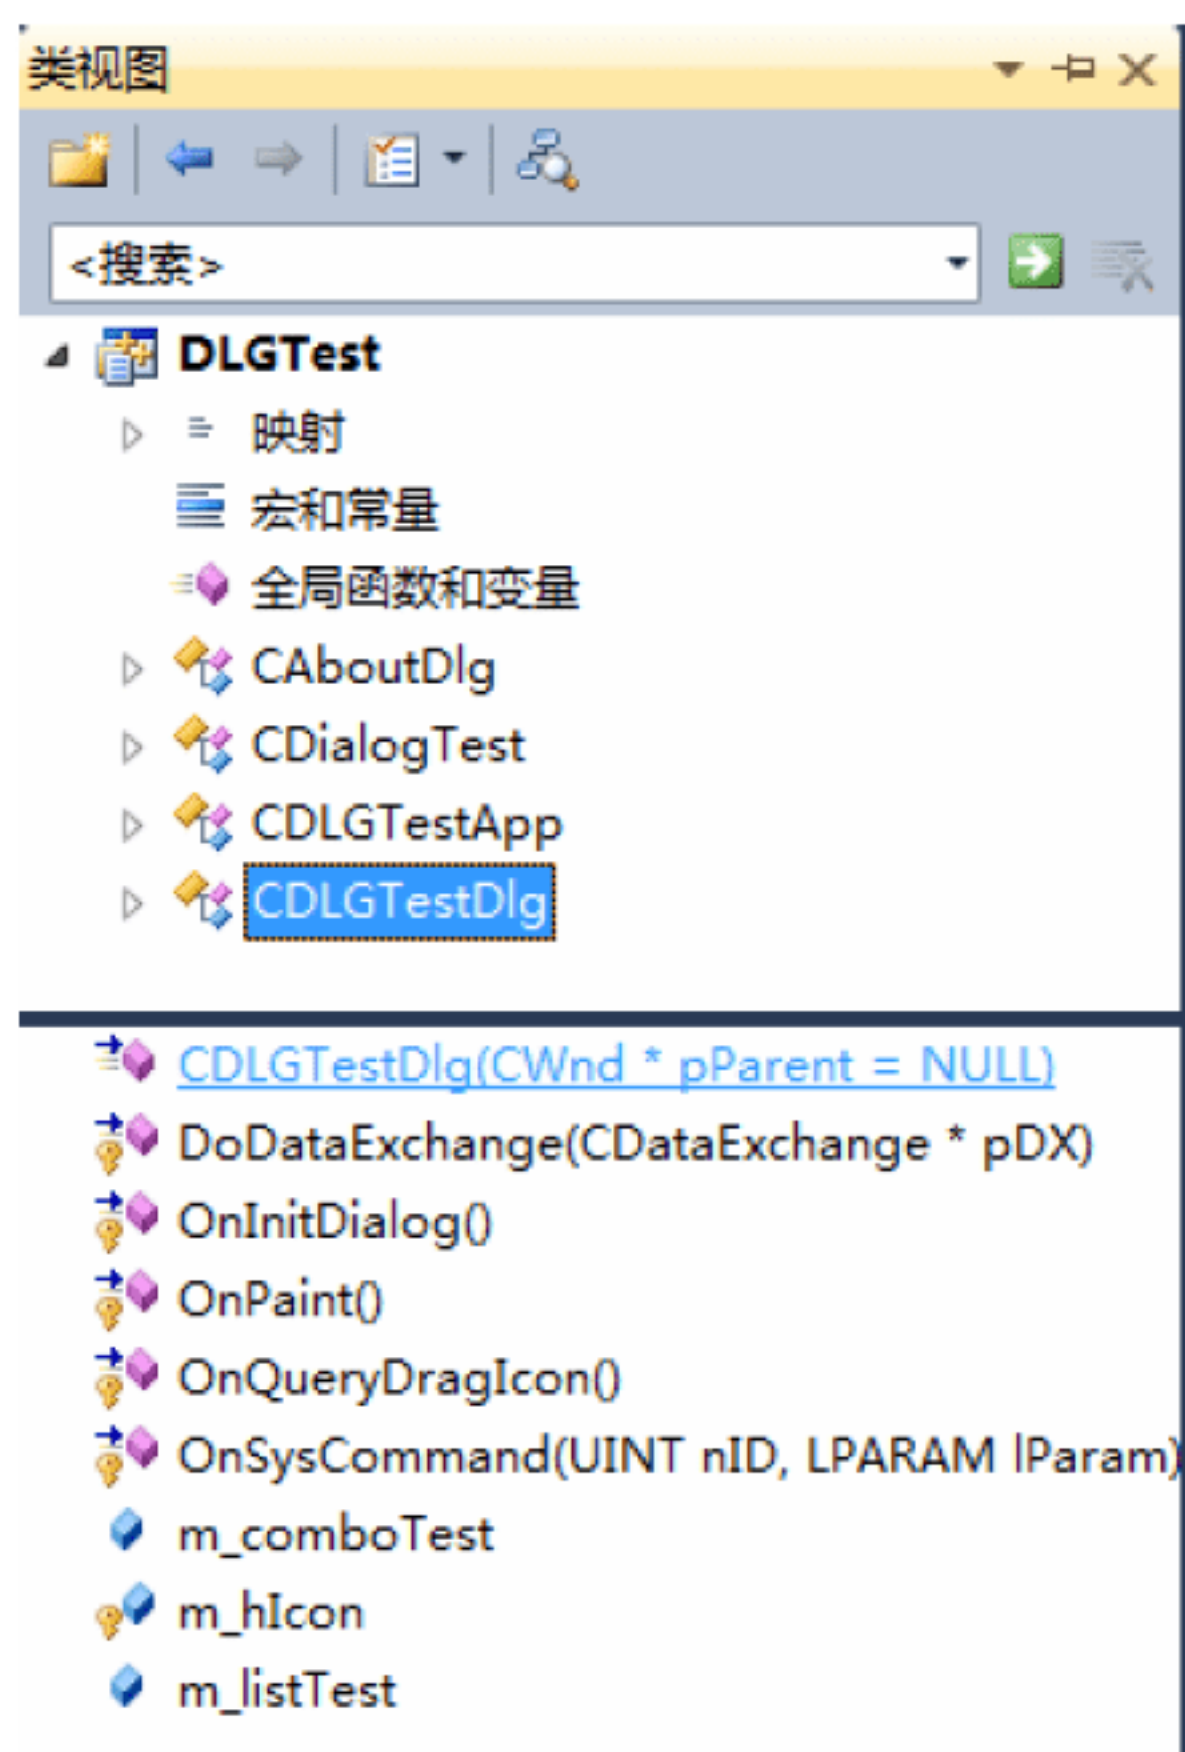 类视图
<搜索>
DLGTest
映射
宏和常量
全局函数和变量
CAboutDlg
CDialogTest
CDLGTestApp
CDLGTestDlg
CDLGTestDlg(CWnd * pParent = NULL)
DoDataExchange(CDataExchange * pDX)
OnInitDialog()
OnPaint()
OnQueryDragIcon()
OnSysCommand(UINT nID, LPARAM lParam)
m_comboTest
m_hIcon
m_listTest